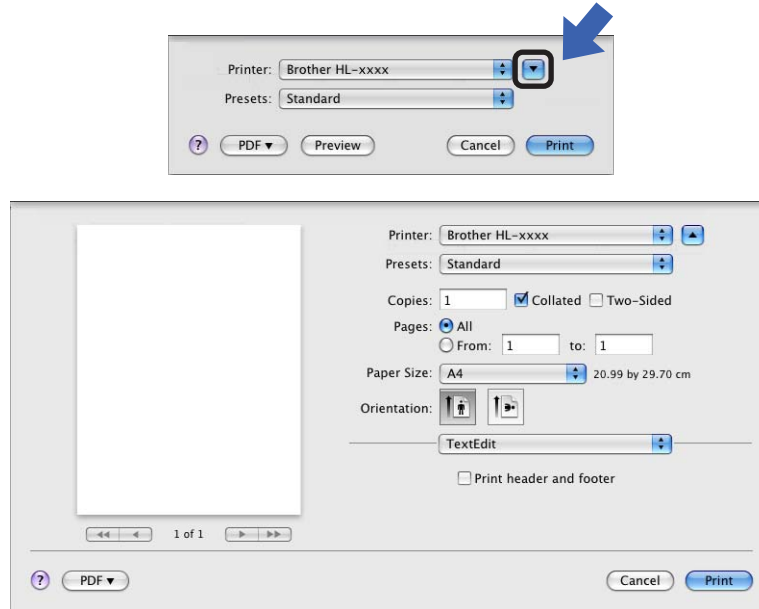 Printer: Brother HL-xxxx
Presets: Standard
? PDF▼ Preview Cancel Print
Printer: Brother HL-xxxx
Presets: Standard
Copies: 1 Collated Two-Sided
Pages: All
From: 1 to: 1
Paper Size: A4 20.99 by 29.70 cm
Orientation:
TextEdit
Print header and footer
1 of 1
? PDF▼ Cancel Print